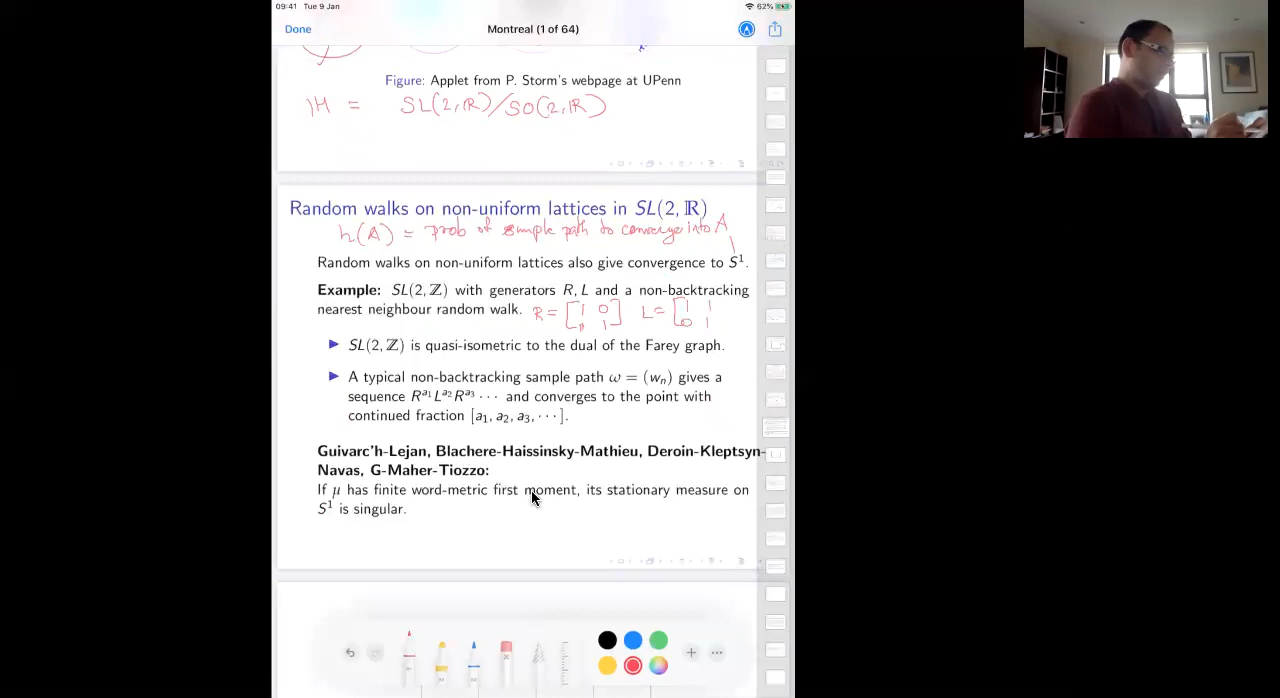 09:41 Tue 9 Jan
62%
Done
Montreal (1 of 64)
Figure: Applet from P. Storm's webpage at UPenn
IH = SL(2,IR)/SO(2,IR)
Random walks on non-uniform lattices in SL(2, ℝ)
h(A) = prob of sample path to converge into A
Random walks on non-uniform lattices also give convergence to S¹.
Example: SL(2, ℤ) with generators R, L and a non-backtracking
nearest neighbour random walk. R = [1 0 1 1] L = [1 1 0 1]
▶ SL(2, ℤ) is quasi-isometric to the dual of the Farey graph.
▶ A typical non-backtracking sample path ω = (wₙ) gives a
sequence R^a₁ L^a₂ R^a₃ ⋯ and converges to the point with
continued fraction [a₁, a₂, a₃, ⋯].
Guivarc'h-Lejan, Blachere-Haissinsky-Mathieu, Deroin-Kleptsyn-
Navas, G-Maher-Tiozzo:
If μ has finite word-metric first moment, its stationary measure on
S¹ is singular.